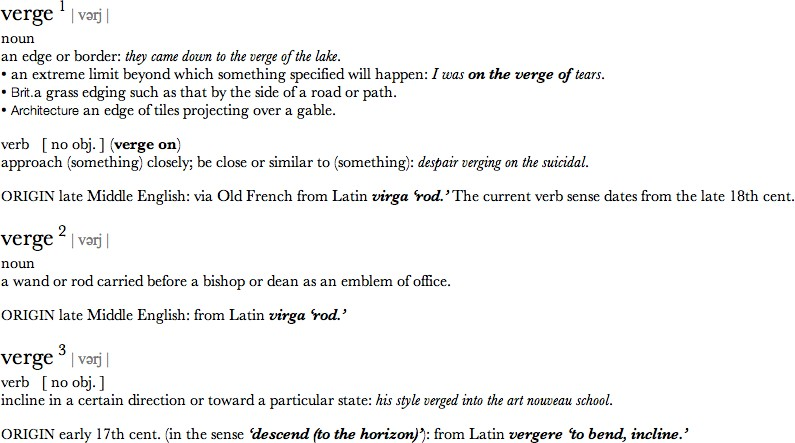 verge 1 | vərj |
noun
an edge or border: they came down to the verge of the lake.
• an extreme limit beyond which something specified will happen: I was on the verge of tears.
• Brit.a grass edging such as that by the side of a road or path.
• Architecture an edge of tiles projecting over a gable.
verb [ no obj. ] (verge on)
approach (something) closely; be close or similar to (something): despair verging on the suicidal.
ORIGIN late Middle English: via Old French from Latin virga ‘rod.’ The current verb sense dates from the late 18th cent.
verge 2 | vərj |
noun
a wand or rod carried before a bishop or dean as an emblem of office.
ORIGIN late Middle English: from Latin virga ‘rod.’
verge 3 | vərj |
verb [ no obj. ]
incline in a certain direction or toward a particular state: his style verged into the art nouveau school.
ORIGIN early 17th cent. (in the sense ‘descend (to the horizon)’): from Latin vergere ‘to bend, incline.’